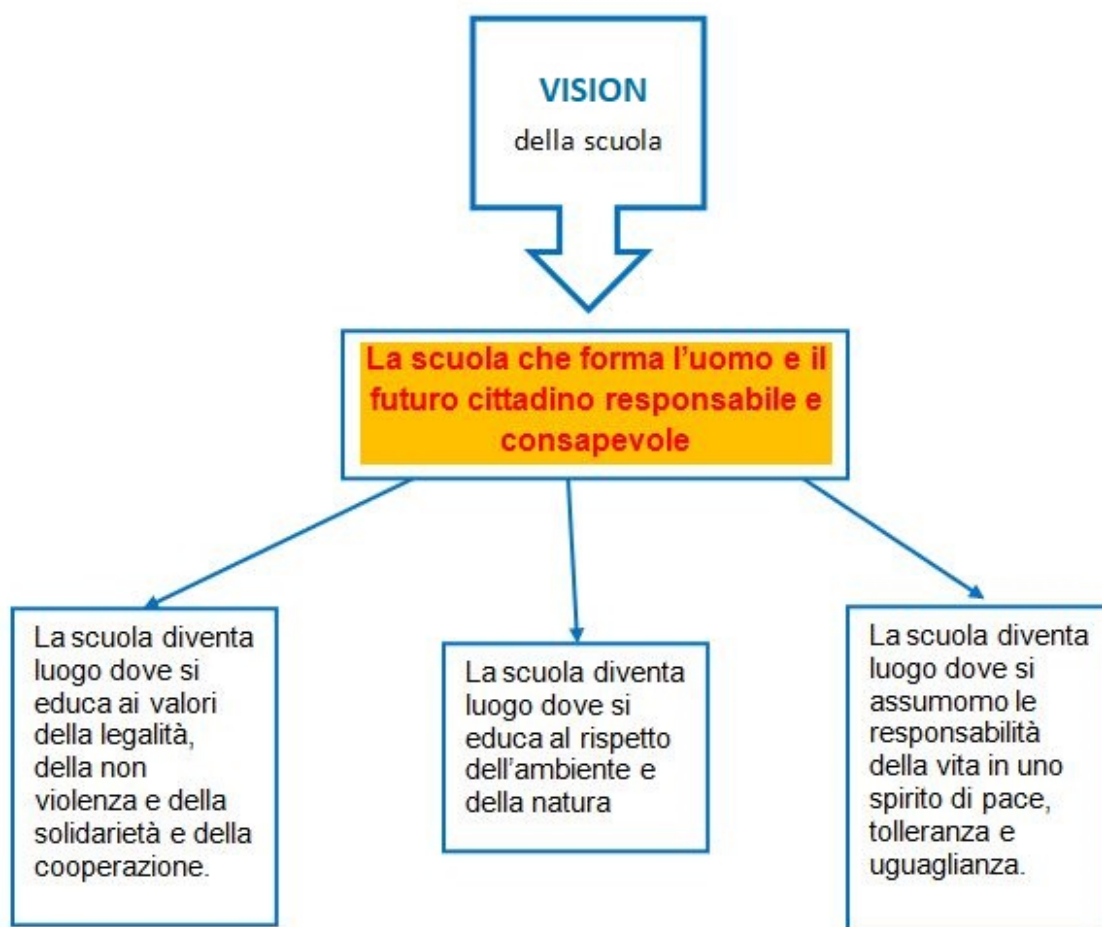 VISION
della scuola
La scuola che forma l'uomo e il
futuro cittadino responsabile e
consapevole
La scuola diventa
luogo dove si
educa ai valori
della legalità,
della non
violenza e della
solidarietà e della
cooperazione.
La scuola diventa
luogo dove si
educa al rispetto
dell'ambiente e
della natura
La scuola diventa
luogo dove si
assumomo le
responsabilità
della vita in uno
spirito di pace,
tolleranza e
uguaglianza.